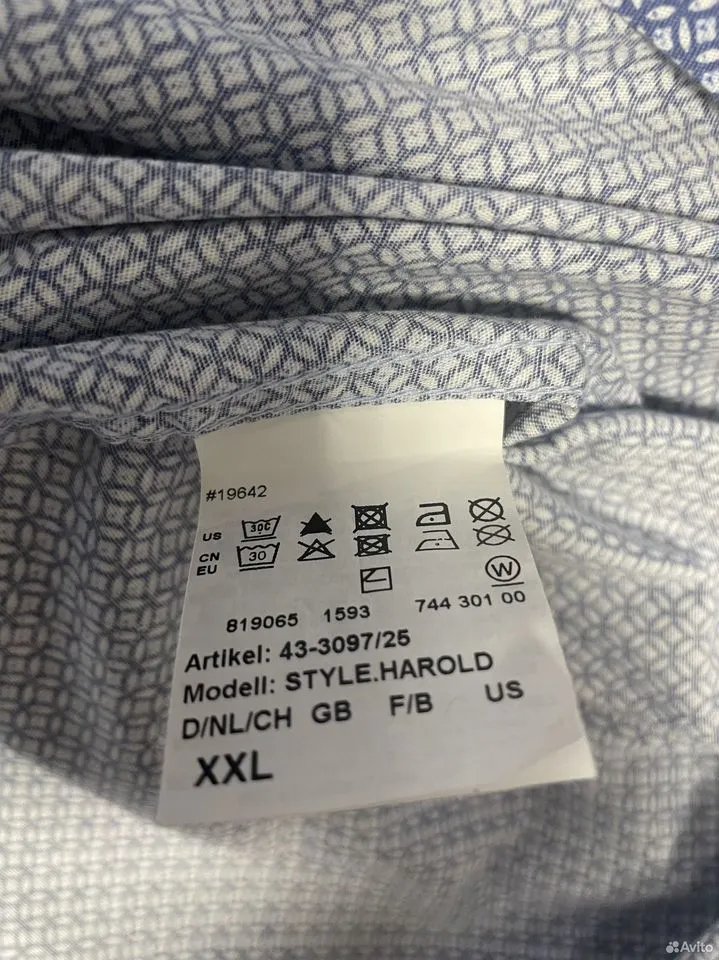 #19642
US 30C
CN
EU 30
W
819065 1593 744 301 00
Artikel: 43-3097/25
Modell: STYLE.HAROLD
D/NL/CH GB F/B US
XXL
Avito